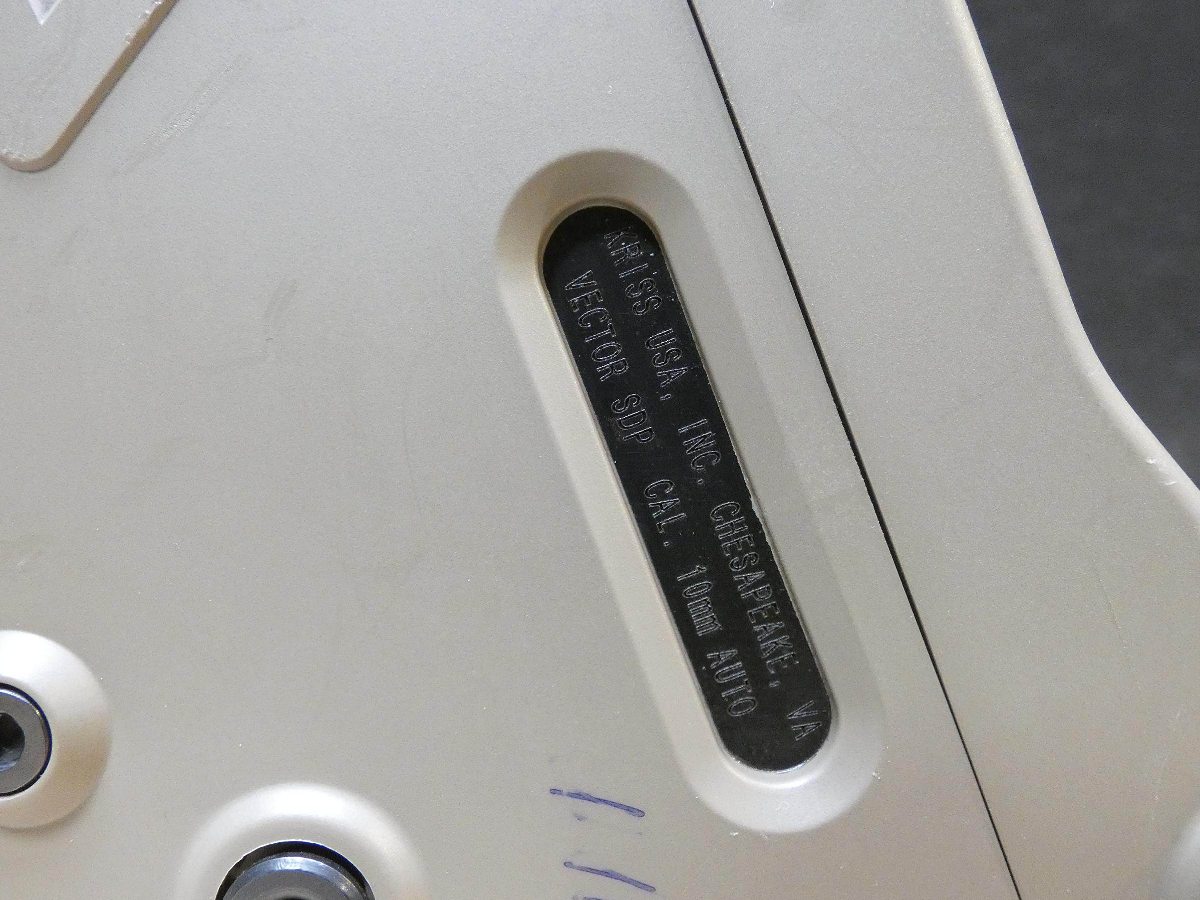 KRISS USA, INC. CHESAPEAKE, VA
VECTOR SDP CAL. 10mm AUTO